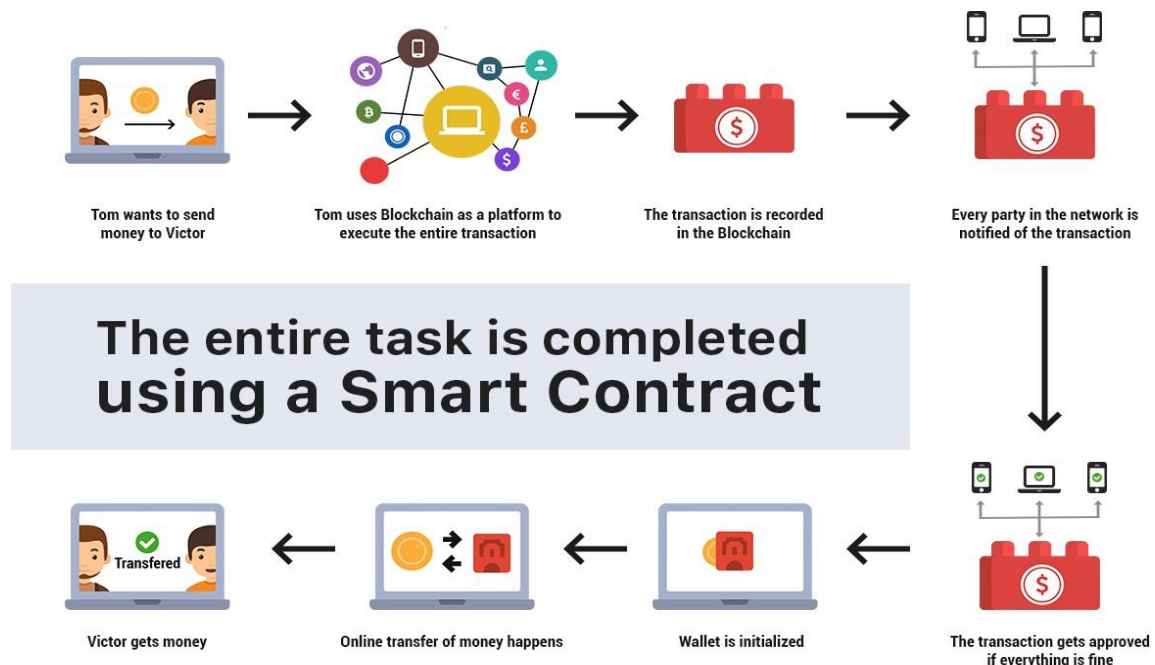 Tom wants to send
money to Victor
Tom uses Blockchain as a platform to
execute the entire transaction
The transaction is recorded
in the Blockchain
Every party in the network is
notified of the transaction
The entire task is completed
using a Smart Contract
The transaction gets approved
if everything is fine
Wallet is initialized
Online transfer of money happens
Transfered
Victor gets money